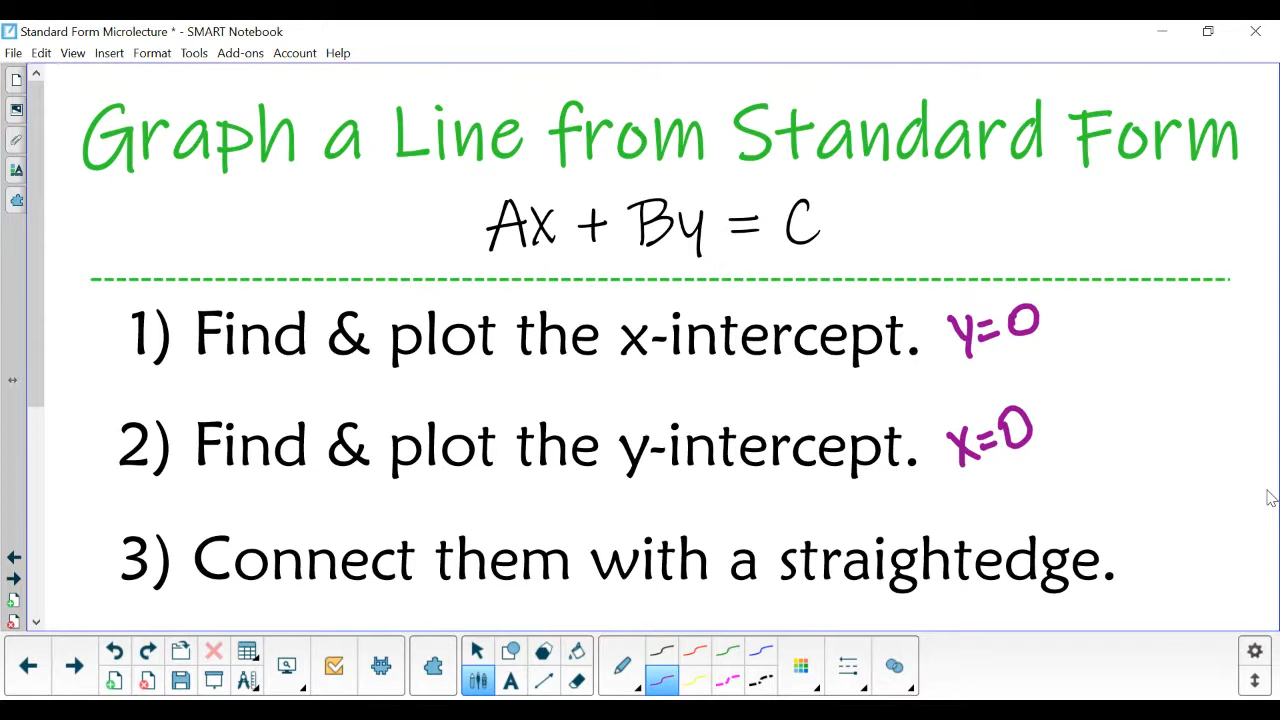 Standard Form Microlecture * - SMART Notebook
File Edit View Insert Format Tools Add-ons Account Help
Graph a Line from Standard Form
Ax + By = C
1) Find & plot the x-intercept. y=0
2) Find & plot the y-intercept. x=0
3) Connect them with a straightedge.